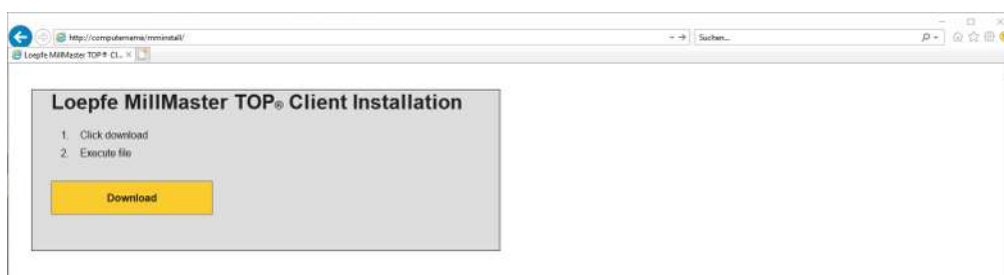 http://computername/mminstall/
Suchen...
Loepfe MillMaster TOP® Cl...
Loepfe MillMaster TOP® Client Installation
1. Click download
2. Execute file
Download